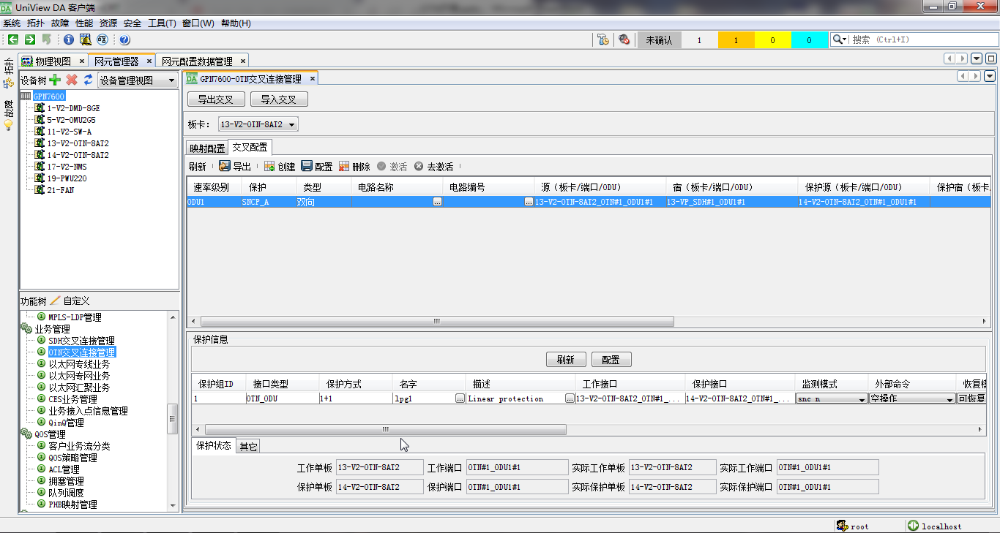 DA UniView DA 客户端
系统 拓扑 故障 性能 资源 安全 工具(T) 窗口(W) 帮助(H)
未确认 1 1 0 0 搜索 (Ctrl+I)
拓扑
故障
物理视图 网元管理器 网元配置数据管理
设备树 设备管理视图
GPN7600
1-V2-DMD-8GE
5-V2-OMU2G5
11-V2-SW-A
13-V2-OTN-8AT2
14-V2-OTN-8AT2
17-V2-NMS
19-PWU220
21-FAN
功能树 自定义
MPLS-LDP管理
业务管理
SDH交叉连接管理
OTN交叉连接管理
以太网专线业务
以太网专网业务
以太网汇聚业务
CES业务管理
业务接入点信息管理
QinQ管理
QOS管理
客户业务流分类
QOS策略管理
ACL管理
拥塞管理
队列调度
PHB映射管理
DA GPN7600-OTN交叉连接管理
导出交叉 导入交叉
板卡： 13-V2-OTN-8AT2
映射配置 交叉配置
刷新 导出 创建 配置 删除 激活 去激活
速率级别 保护 类型 电路名称 电路编号 源（板卡/端口/ODU） 宿（板卡/端口/ODU） 保护源（板卡/端口/ODU） 保护宿（板卡
ODU1 SNCP_A 双向 ... ... 13-V2-OTN-8AT2_OTN#1_ODU1#1 13-VP_SDH#1_ODU1#1 14-V2-OTN-8AT2_OTN#1_ODU1#1
保护信息
刷新 配置
保护组ID 接口类型 保护方式 名字 描述 工作接口 保护接口 监测模式 外部命令 恢复模
1 OTN_ODU 1+1 lpg1 ... Linear protection ... 13-V2-OTN-8AT2_OTN#1_... 14-V2-OTN-8AT2_OTN#1_... snc_n 空操作 可恢复
保护状态 其它
工作单板 13-V2-OTN-8AT2 工作端口 OTN#1_ODU1#1 实际工作单板 13-V2-OTN-8AT2 实际工作端口 OTN#1_ODU1#1
保护单板 14-V2-OTN-8AT2 保护端口 OTN#1_ODU1#1 实际保护单板 14-V2-OTN-8AT2 实际保护端口 OTN#1_ODU1#1
root localhost